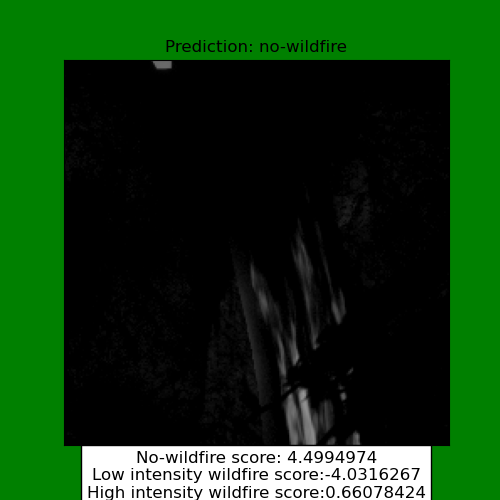 Prediction: no-wildfire
No-wildfire score: 4.4994974
Low intensity wildfire score:-4.0316267
High intensity wildfire score:0.66078424